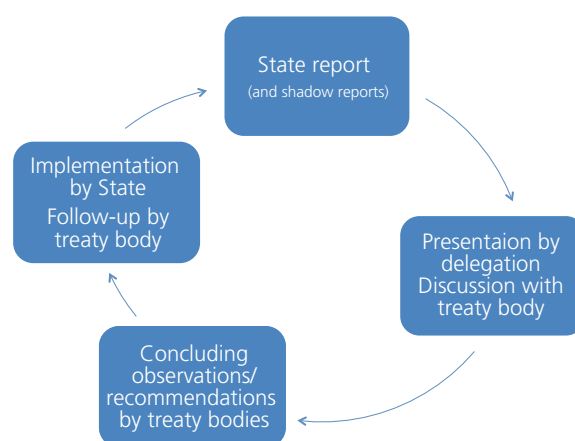 State report
(and shadow reports)
Presentaion by
delegation
Discussion with
treaty body
Concluding
observations/
recommendations
by treaty bodies
Implementation
by State
Follow-up by
treaty body